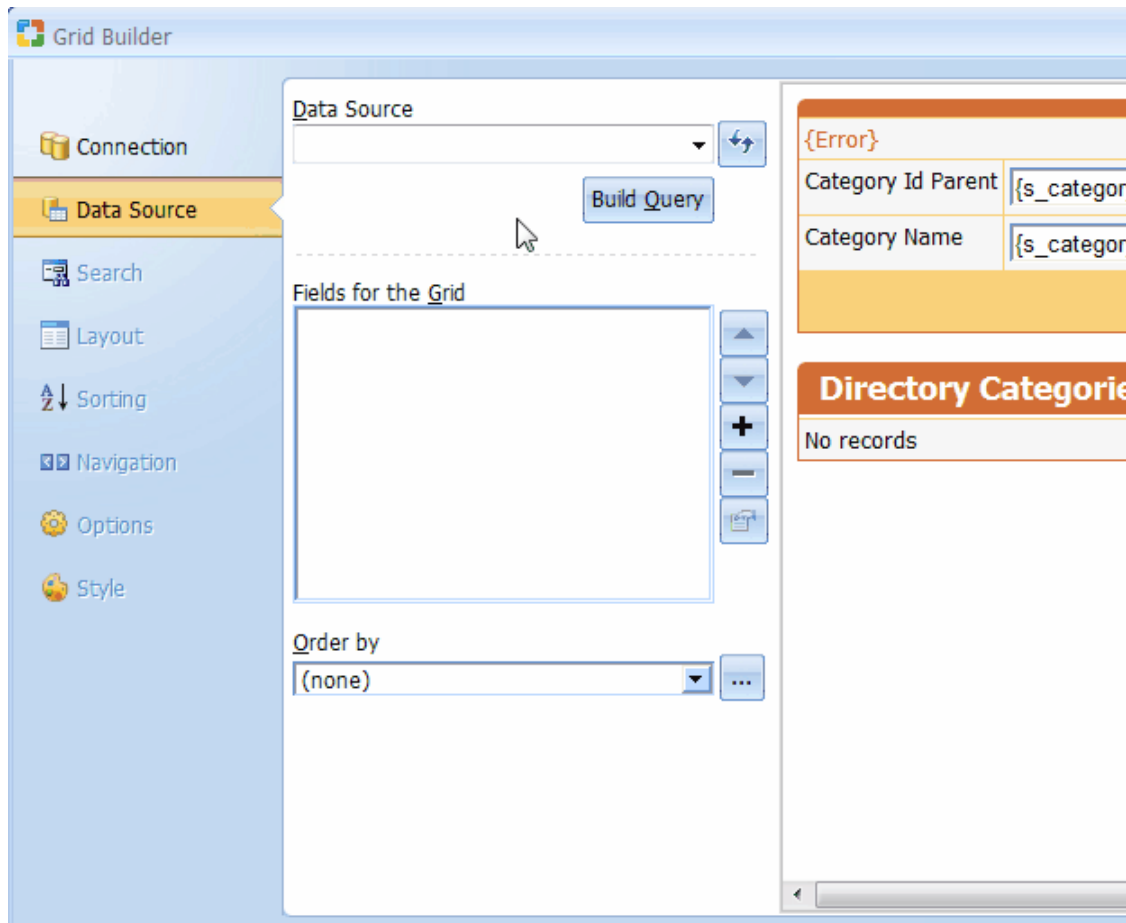 Grid Builder
Connection
Data Source
Search
Layout
Sorting
Navigation
Options
Style
Data Source
Build Query
Fields for the Grid
Order by
(none)
...
{Error}
Category Id Parent {s_categor
Category Name {s_categor
Directory Categorie
No records